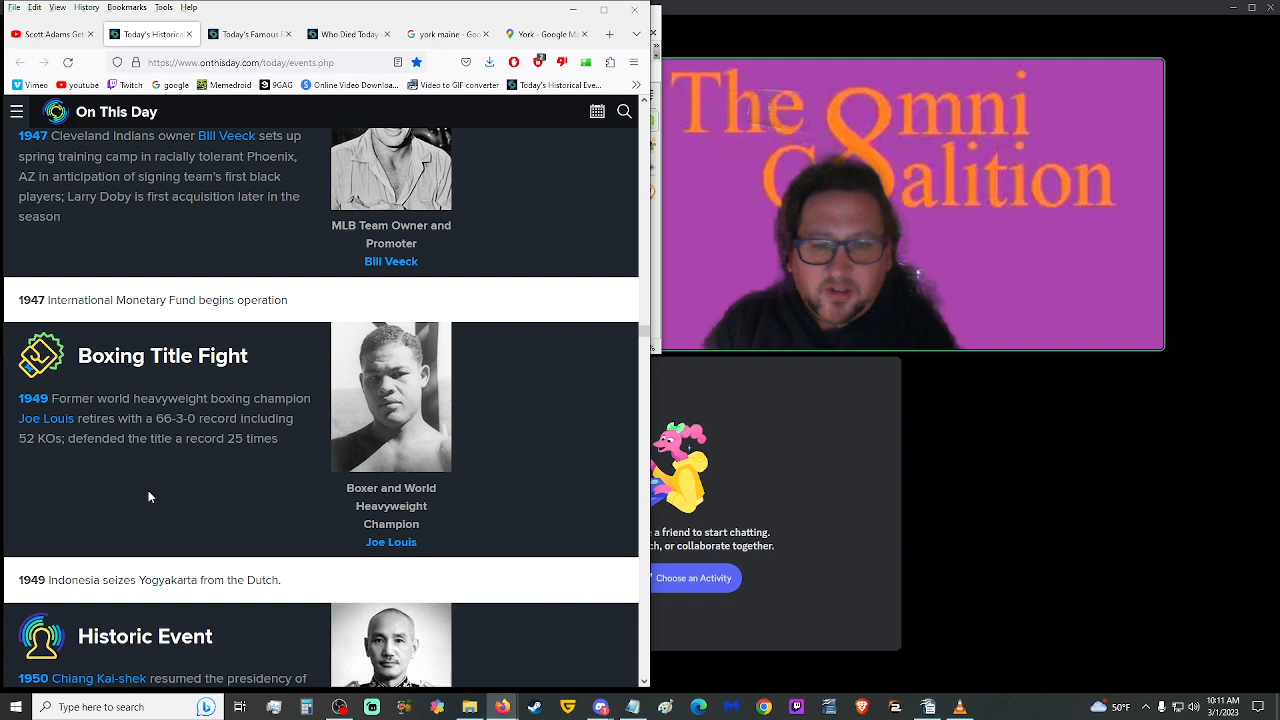 File Edit View History Bookmarks Tools Help
Scott Adams Get
Today's Historica
Today's Famous B
Who Died Today
york maine - Goo
York - Google M
https://www.onthisday.com/today/events.php
2
Vimeo youtube Twitch google Memedroid 9GAG Online Video Downloa... Video to GIF converter Today's Historical Eve...
On This Day
1947 Cleveland Indians owner Bill Veeck sets up
spring training camp in racially tolerant Phoenix,
AZ in anticipation of signing team's first black
players; Larry Doby is first acquisition later in the
season
MLB Team Owner and
Promoter
Bill Veeck
1947 International Monetary Fund begins operation
Boxing Title Fight
1949 Former world heavyweight boxing champion
Joe Louis retires with a 66-3-0 record including
52 KOs; defended the title a record 25 times
Boxer and World
Heavyweight
Champion
Joe Louis
1949 Indonesia seizes Yogyakarta from the Dutch.
Historic Event
1950 Chiang Kai-shek resumed the presidency of
The 8mni
C8alition
e a friend to start chatting.
ch, or collaborate together.
Choose an Activity
Type here to search
50°F
10:11 AM
3/1/2023